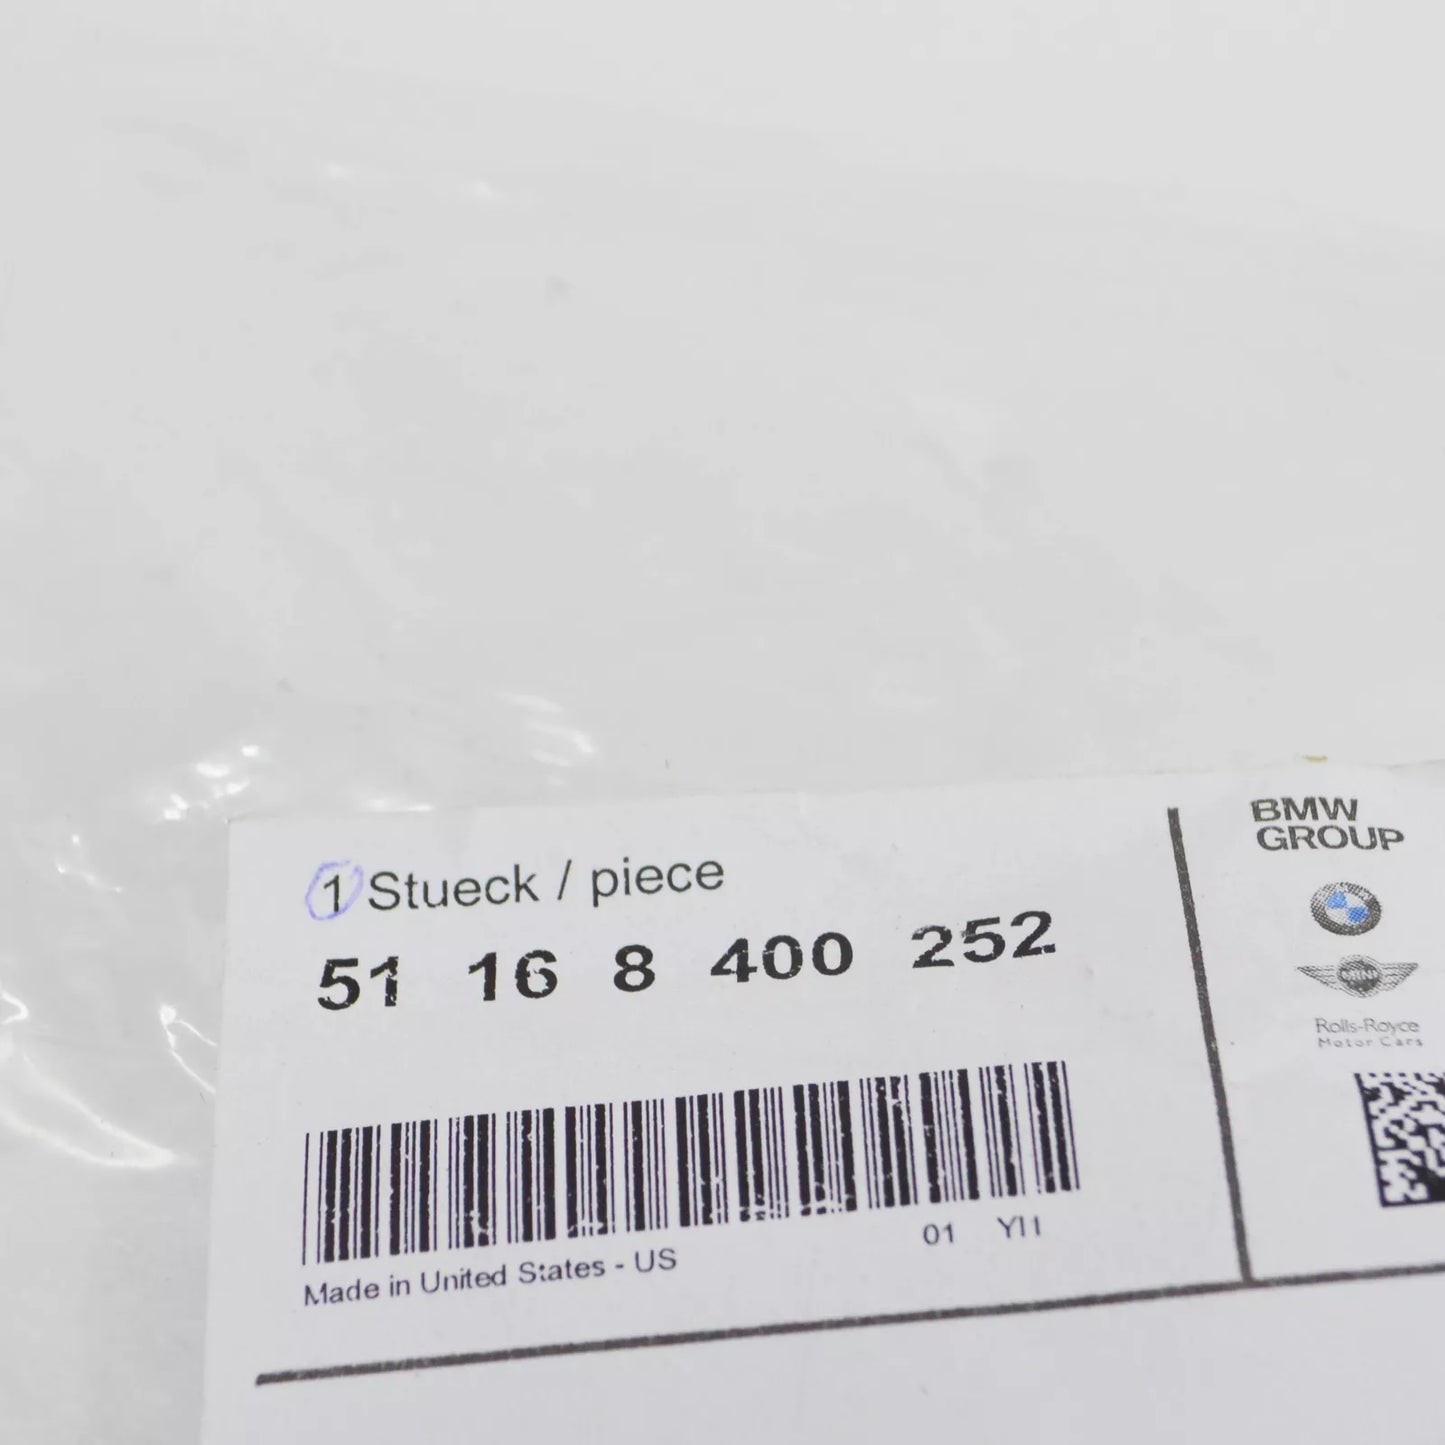 1 Stueck / piece
51 16 8 400 252
01
Made in United States - US
BMW
GROUP
MINI
Rolls-Royce
Motor Cars